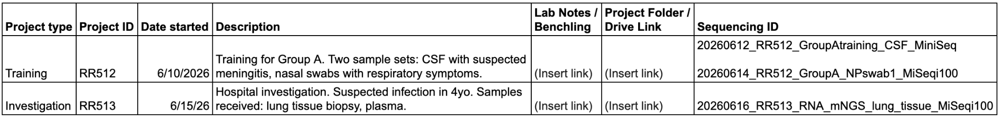 Project type Project ID Date started Description Lab Notes / Benchling Project Folder / Drive Link Sequencing ID
Training RR512 6/10/2026 Training for Group A. Two sample sets: CSF with suspected meningitis, nasal swabs with respiratory symptoms. (Insert link) (Insert link) 20260612_RR512_GroupAtraining_CSF_MiniSeq
20260614_RR512_GroupA_NPswab1_MiSeqi100
Investigation RR513 6/15/26 Hospital investigation. Suspected infection in 4yo. Samples received: lung tissue biopsy, plasma. (Insert link) (Insert link) 20260616_RR513_RNA_mNGS_lung_tissue_MiSeqi100